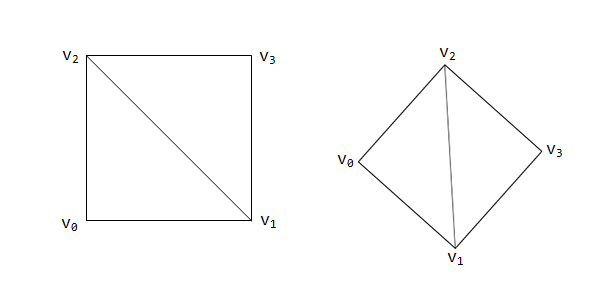 V₂ V₃
V₀ V₁
V₂
V₀ V₃
V₁